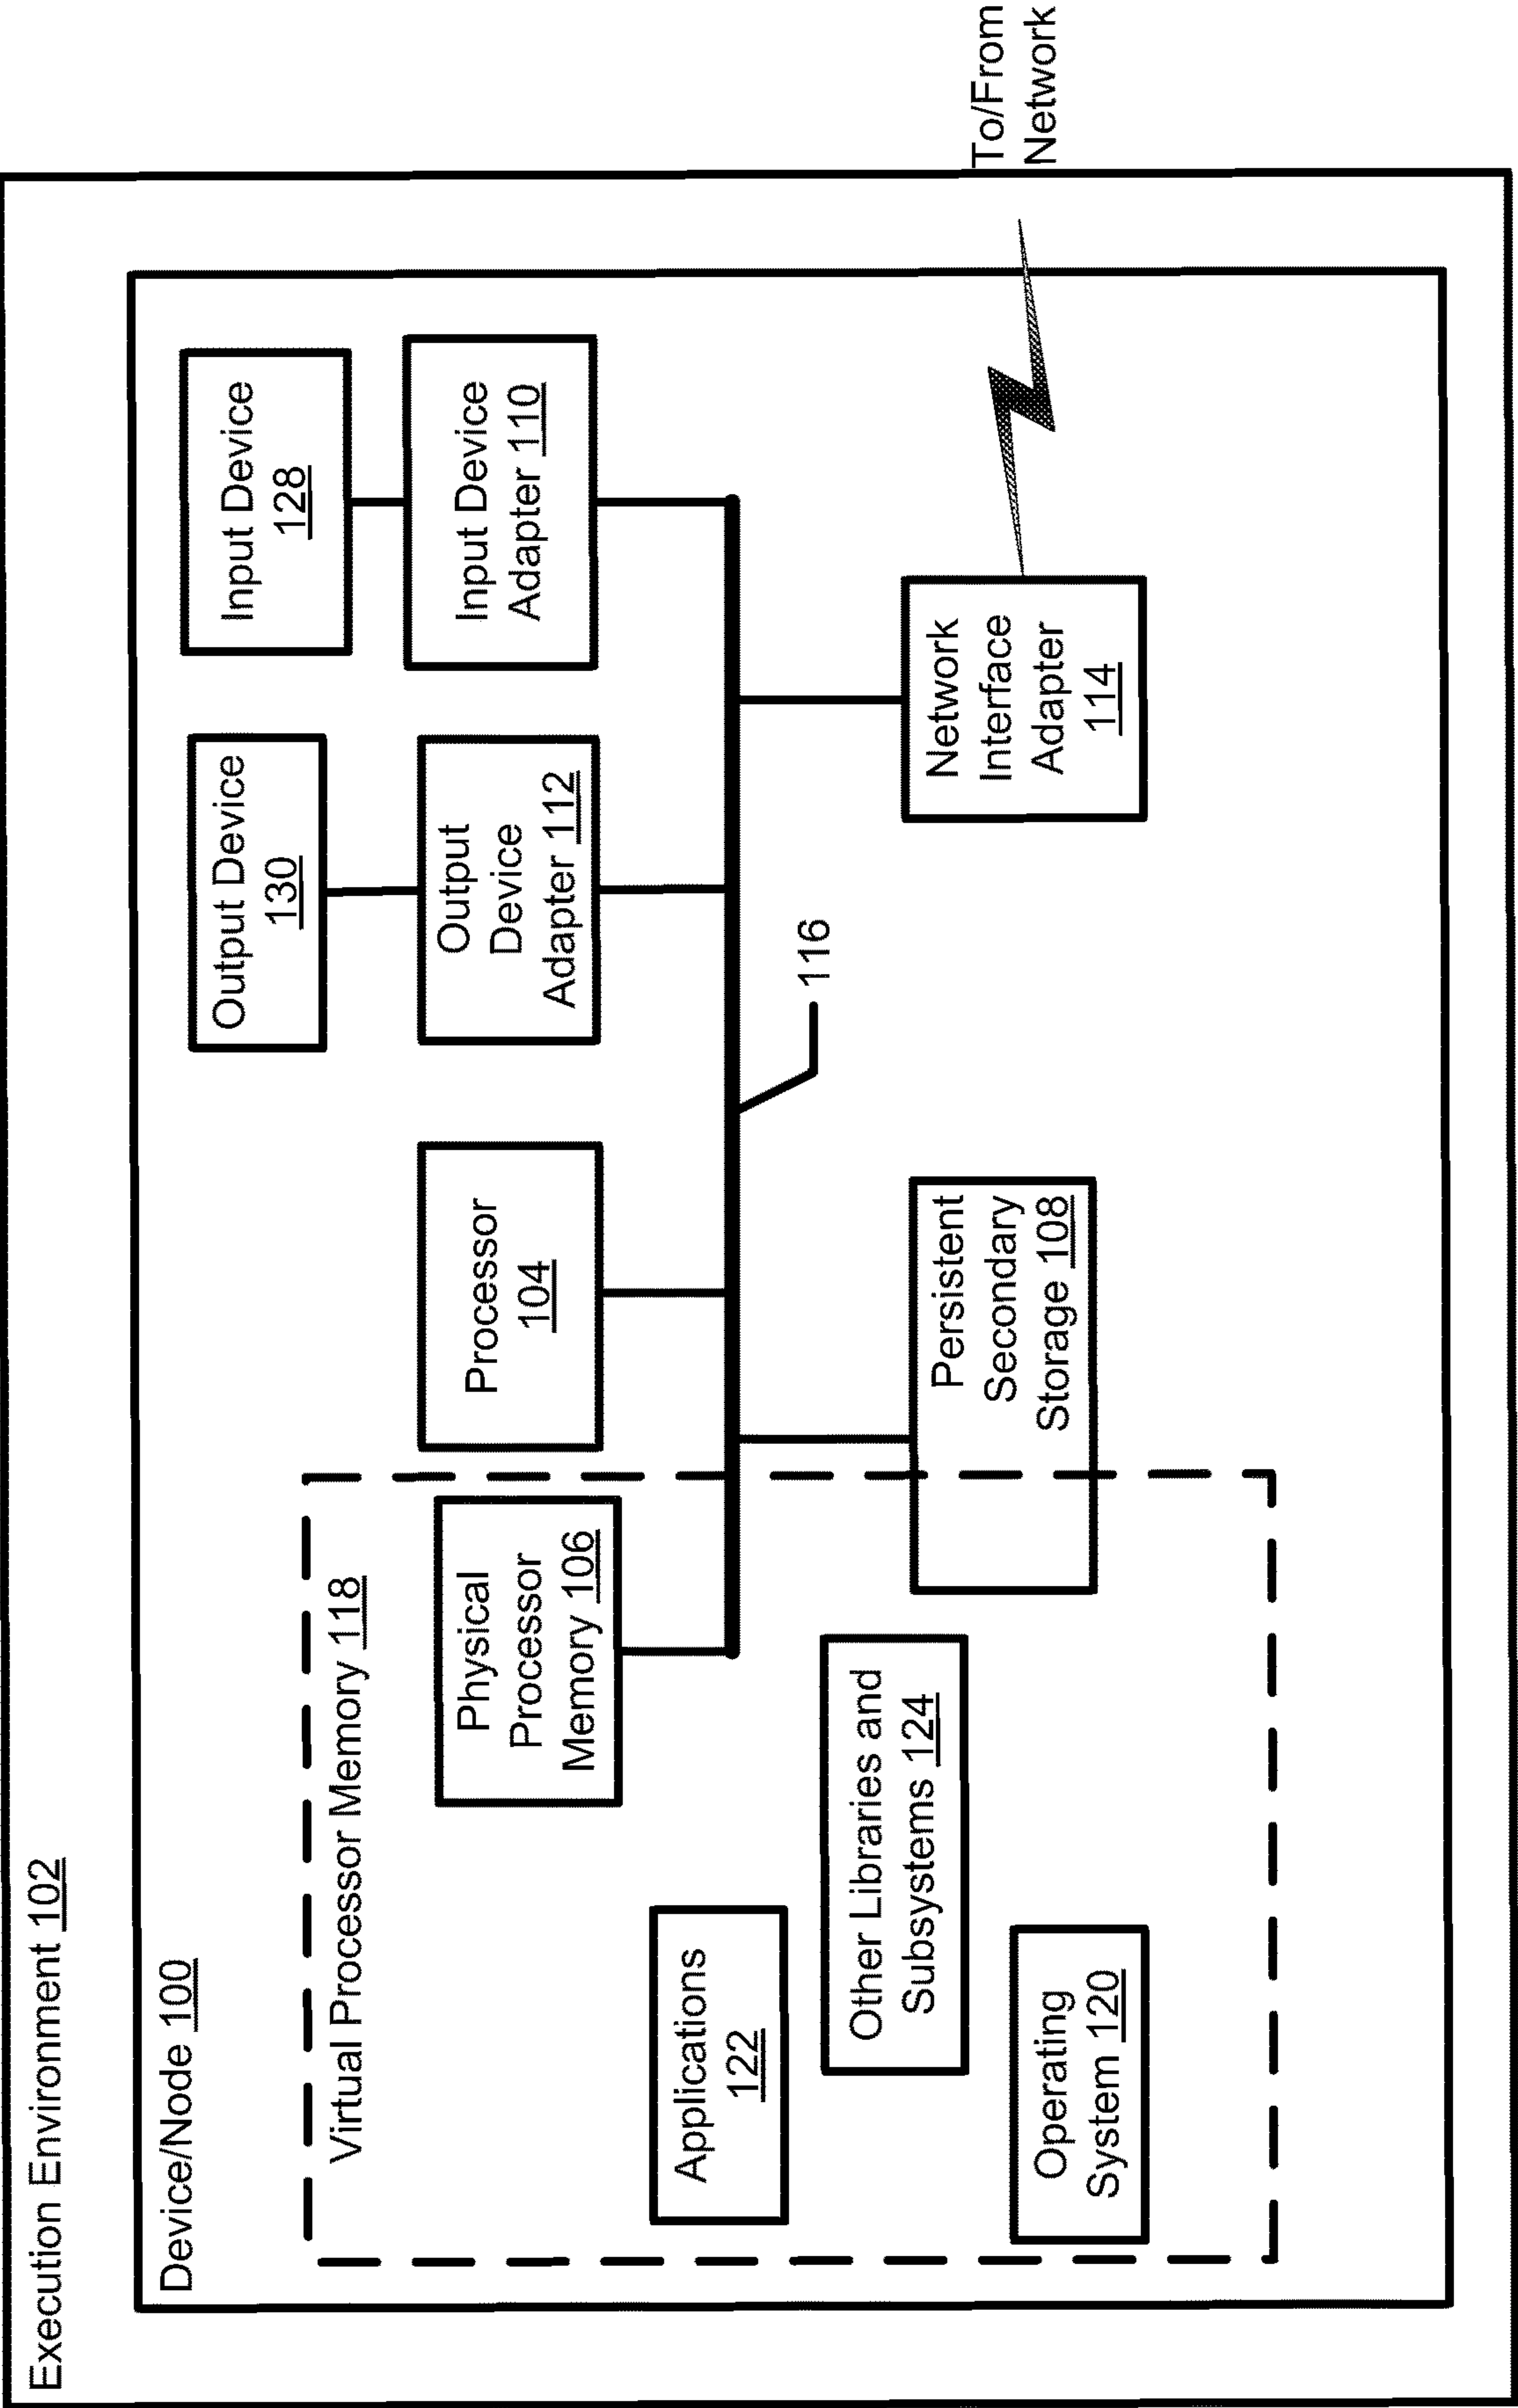 Execution Environment 102
Device/Node 100
Virtual Processor Memory 118
Physical
Processor
Memory 106
Processor
104
Output Device
130
Output
Device
Adapter 112
Input Device
128
Input Device
Adapter 110
Applications
122
Other Libraries and
Subsystems 124
Operating
System 120
Persistent
Secondary
Storage 108
116
Network
Interface
Adapter
114
To/From
Network